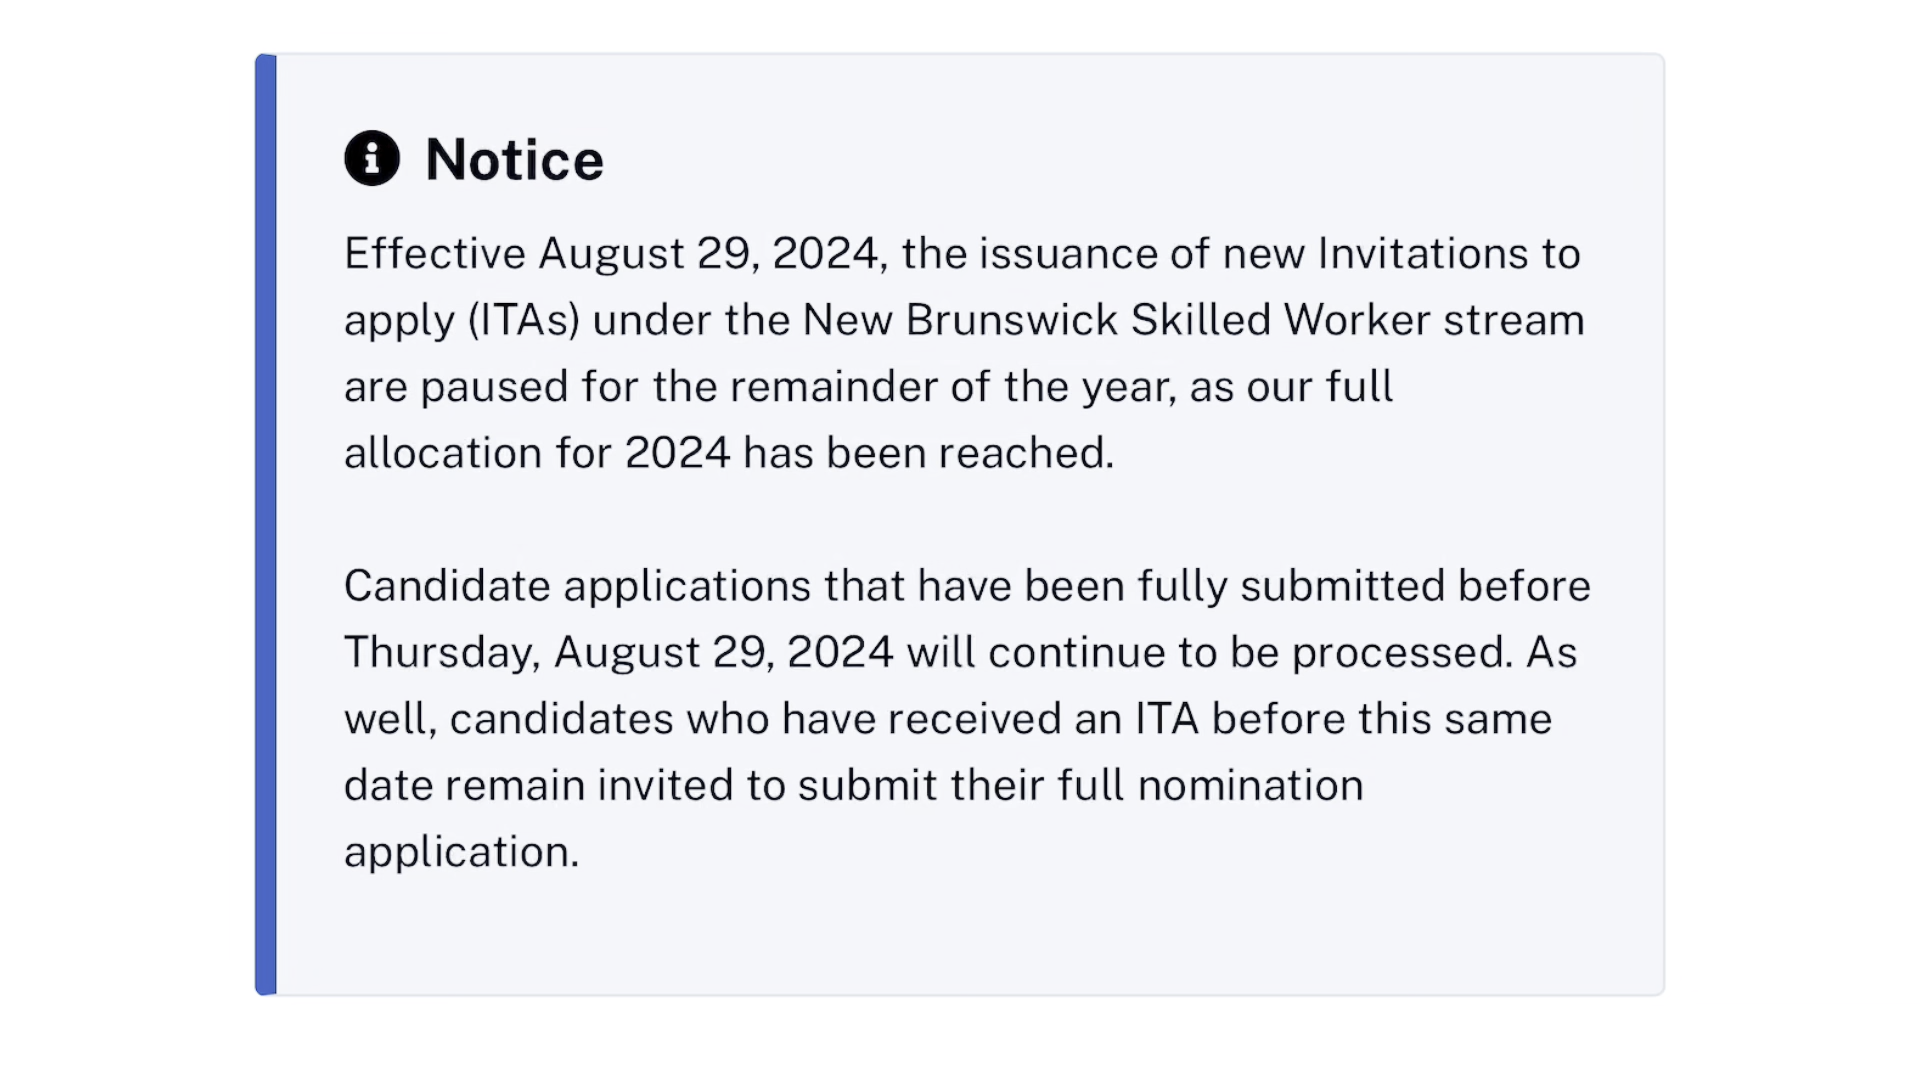 Notice
Effective August 29, 2024, the issuance of new Invitations to
apply (ITAs) under the New Brunswick Skilled Worker stream
are paused for the remainder of the year, as our full
allocation for 2024 has been reached.
Candidate applications that have been fully submitted before
Thursday, August 29, 2024 will continue to be processed. As
well, candidates who have received an ITA before this same
date remain invited to submit their full nomination
application.